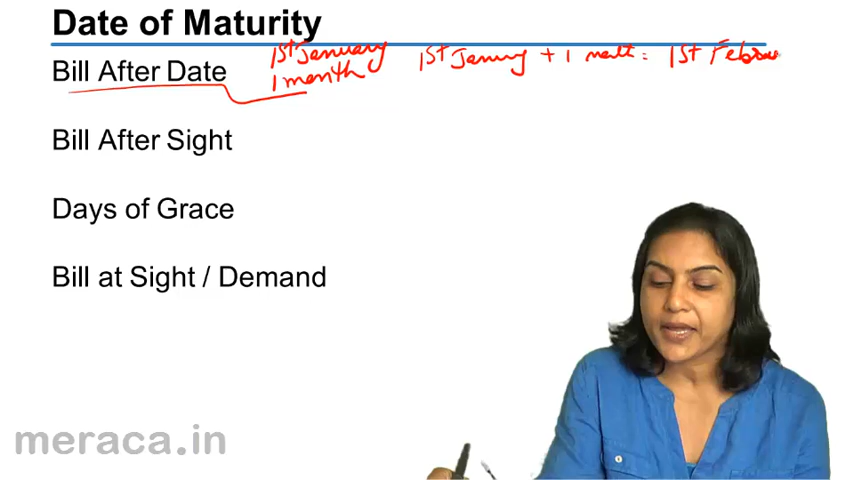 Date of Maturity
Bill After Date
1st January
1 month
1st January + 1 month = 1st
Bill After Sight
Days of Grace
Bill at Sight / Demand
meraca.in